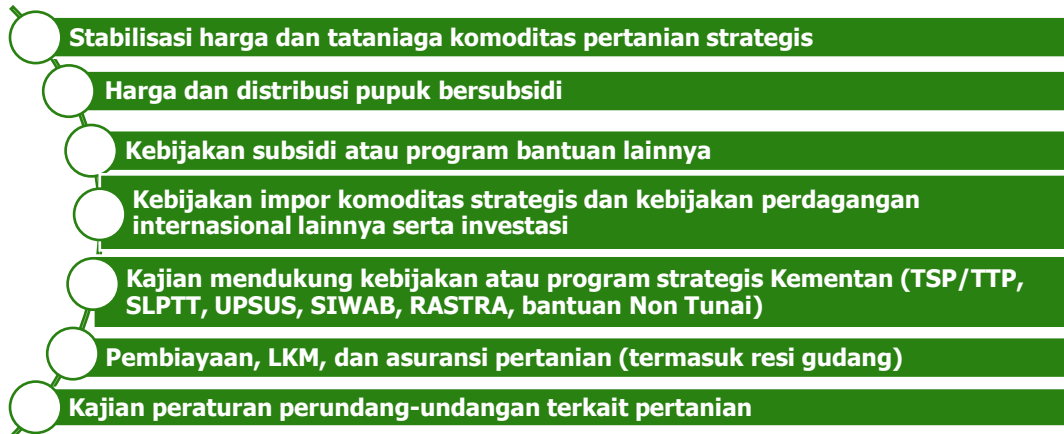 Stabilisasi harga dan tataniaga komoditas pertanian strategis
Harga dan distribusi pupuk bersubsidi
Kebijakan subsidi atau program bantuan lainnya
Kebijakan impor komoditas strategis dan kebijakan perdagangan
internasional lainnya serta investasi
Kajian mendukung kebijakan atau program strategis Kementan (TSP/TTP,
SLPTT, UPSUS, SIWAB, RASTRA, bantuan Non Tunai)
Pembiayaan, LKM, dan asuransi pertanian (termasuk resi gudang)
Kajian peraturan perundang-undangan terkait pertanian